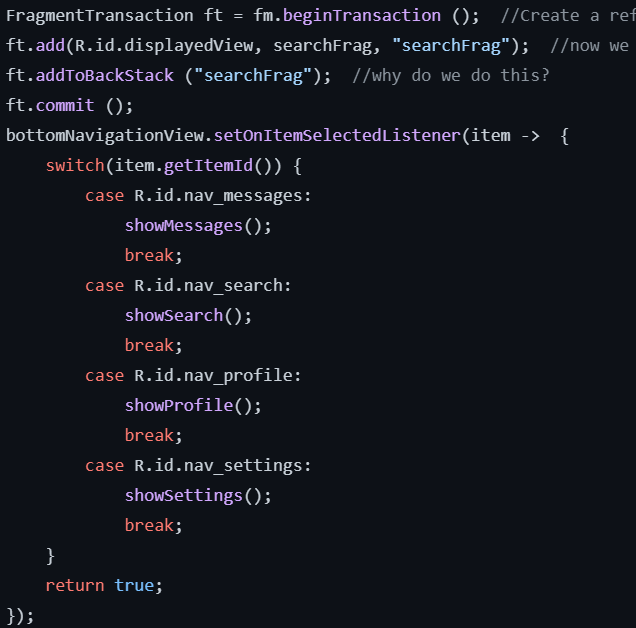 FragmentTransaction ft = fm.beginTransaction (); //Create a ref
ft.add(R.id.displayedView, searchFrag, "searchFrag"); //now we
ft.addToBackStack ("searchFrag"); //why do we do this?
ft.commit ();
bottomNavigationView.setOnItemSelectedListener(item -> {
    switch(item.getItemId()) {
        case R.id.nav_messages:
            showMessages();
            break;
        case R.id.nav_search:
            showSearch();
            break;
        case R.id.nav_profile:
            showProfile();
            break;
        case R.id.nav_settings:
            showSettings();
            break;
    }
    return true;
});